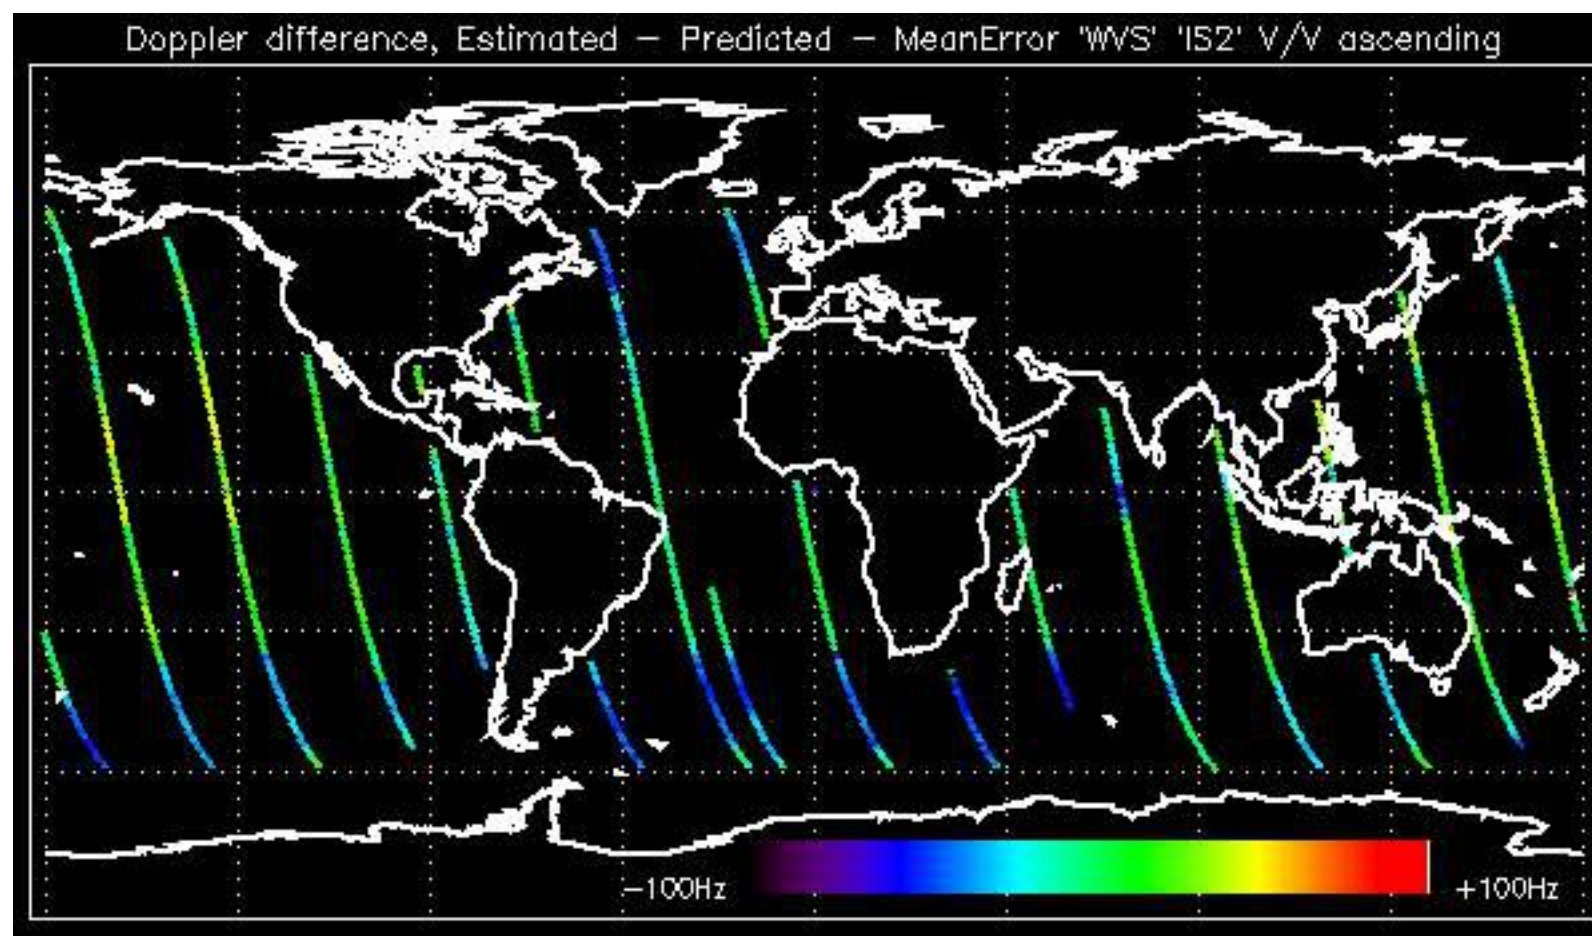 Doppler difference, Estimated – Predicted – MeanError 'WVS' 'IS2' V/V ascending
−100Hz +100Hz